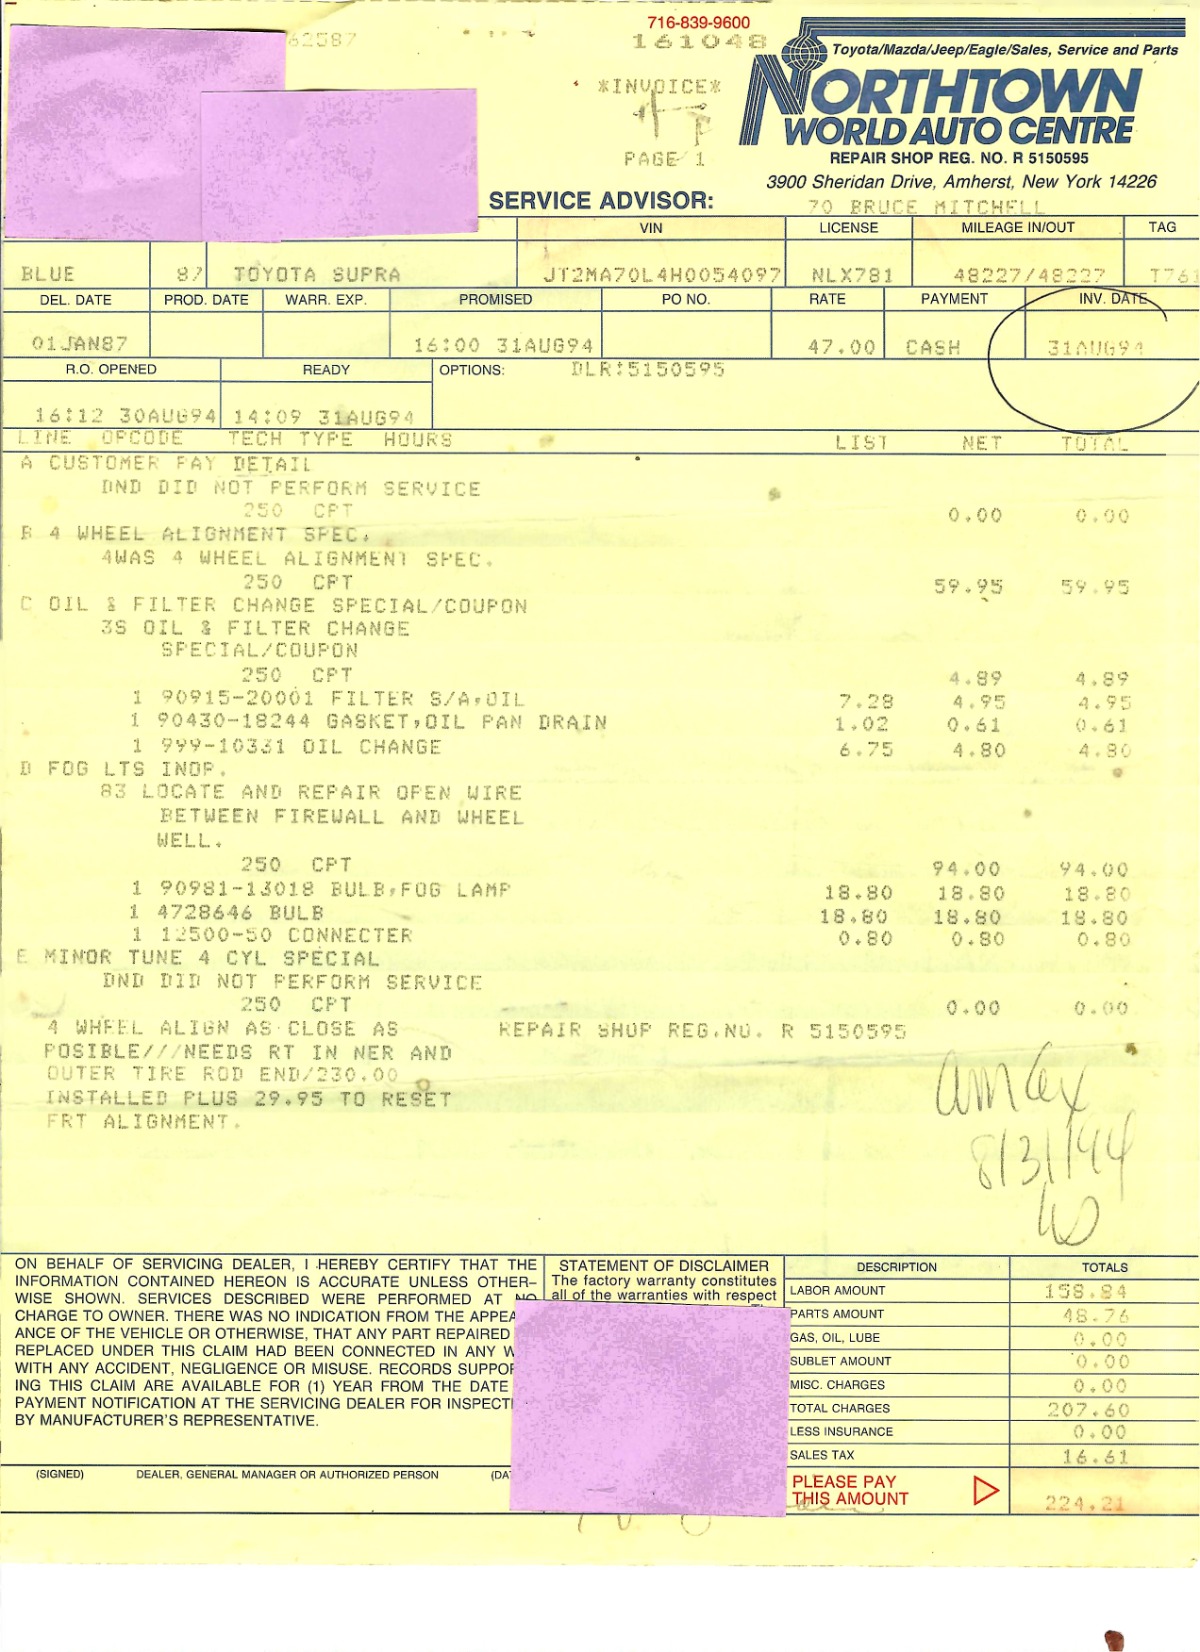 716-839-9600
62587
161048
Toyota/Mazda/Jeep/Eagle/Sales, Service and Parts
*INVOICE*
NORTHTOWN
WORLD AUTO CENTRE
PAGE 1
REPAIR SHOP REG. NO. R 5150595
3900 Sheridan Drive, Amherst, New York 14226
SERVICE ADVISOR: 70 BRUCE MITCHELL
VIN LICENSE MILEAGE IN/OUT TAG
BLUE 87 TOYOTA SUPRA JT2MA70L4H0054097 NLX781 48227/48227 T761
DEL. DATE PROD. DATE WARR. EXP. PROMISED PO NO. RATE PAYMENT INV. DATE
01JAN87 16:00 31AUG94 47.00 CASH 31AUG94
R.O. OPENED READY OPTIONS: DLR:5150595
16:12 30AUG94 14:09 31AUG94
LINE OPCODE TECH TYPE HOURS LIST NET TOTAL
A CUSTOMER PAY DETAIL
DND DID NOT PERFORM SERVICE
250 CPT 0.00 0.00
B 4 WHEEL ALIGNMENT SPEC.
4WAS 4 WHEEL ALIGNMENT SPEC.
250 CPT 59.95 59.95
C OIL & FILTER CHANGE SPECIAL/COUPON
3S OIL & FILTER CHANGE
SPECIAL/COUPON
250 CPT 4.89 4.89
1 90915-20001 FILTER S/A,OIL 7.28 4.95 4.95
1 90430-18244 GASKET,OIL PAN DRAIN 1.02 0.61 0.61
1 999-10331 OIL CHANGE 6.75 4.80 4.80
D FOG LTS INOP.
83 LOCATE AND REPAIR OPEN WIRE
BETWEEN FIREWALL AND WHEEL
WELL.
250 CPT 94.00 94.00
1 90981-13018 BULB,FOG LAMP 18.80 18.80 18.80
1 4728646 BULB 18.80 18.80 18.80
1 12500-50 CONNECTER 0.80 0.80 0.80
E MINOR TUNE 4 CYL SPECIAL
DND DID NOT PERFORM SERVICE
250 CPT 0.00 0.00
4 WHEEL ALIGN AS CLOSE AS REPAIR SHOP REG.NO. R 5150595
POSIBLE///NEEDS RT IN NER AND
OUTER TIRE ROD END/230.00
INSTALLED PLUS 29.95 TO RESET
FRT ALIGNMENT.
amex
8/31/94
ON BEHALF OF SERVICING DEALER, I HEREBY CERTIFY THAT THE
INFORMATION CONTAINED HEREON IS ACCURATE UNLESS OTHER-
WISE SHOWN. SERVICES DESCRIBED WERE PERFORMED AT NO
CHARGE TO OWNER. THERE WAS NO INDICATION FROM THE APPEA
ANCE OF THE VEHICLE OR OTHERWISE, THAT ANY PART REPAIRED
REPLACED UNDER THIS CLAIM HAD BEEN CONNECTED IN ANY W
WITH ANY ACCIDENT, NEGLIGENCE OR MISUSE. RECORDS SUPPOR
ING THIS CLAIM ARE AVAILABLE FOR (1) YEAR FROM THE DATE
PAYMENT NOTIFICATION AT THE SERVICING DEALER FOR INSPECTI
BY MANUFACTURER'S REPRESENTATIVE.
(SIGNED) DEALER, GENERAL MANAGER OR AUTHORIZED PERSON (DAT
STATEMENT OF DISCLAIMER
The factory warranty constitutes
all of the warranties with respect
DESCRIPTION TOTALS
LABOR AMOUNT 158.84
PARTS AMOUNT 48.76
GAS, OIL, LUBE 0.00
SUBLET AMOUNT 0.00
MISC. CHARGES 0.00
TOTAL CHARGES 207.60
LESS INSURANCE 0.00
SALES TAX 16.61
PLEASE PAY
THIS AMOUNT 224.21